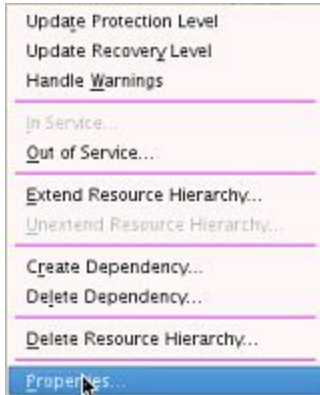 Update Protection Level
Update Recovery Level
Handle Warnings
In Service...
Out of Service...
Extend Resource Hierarchy...
Unextend Resource Hierarchy...
Create Dependency...
Delete Dependency...
Delete Resource Hierarchy...
Properties...